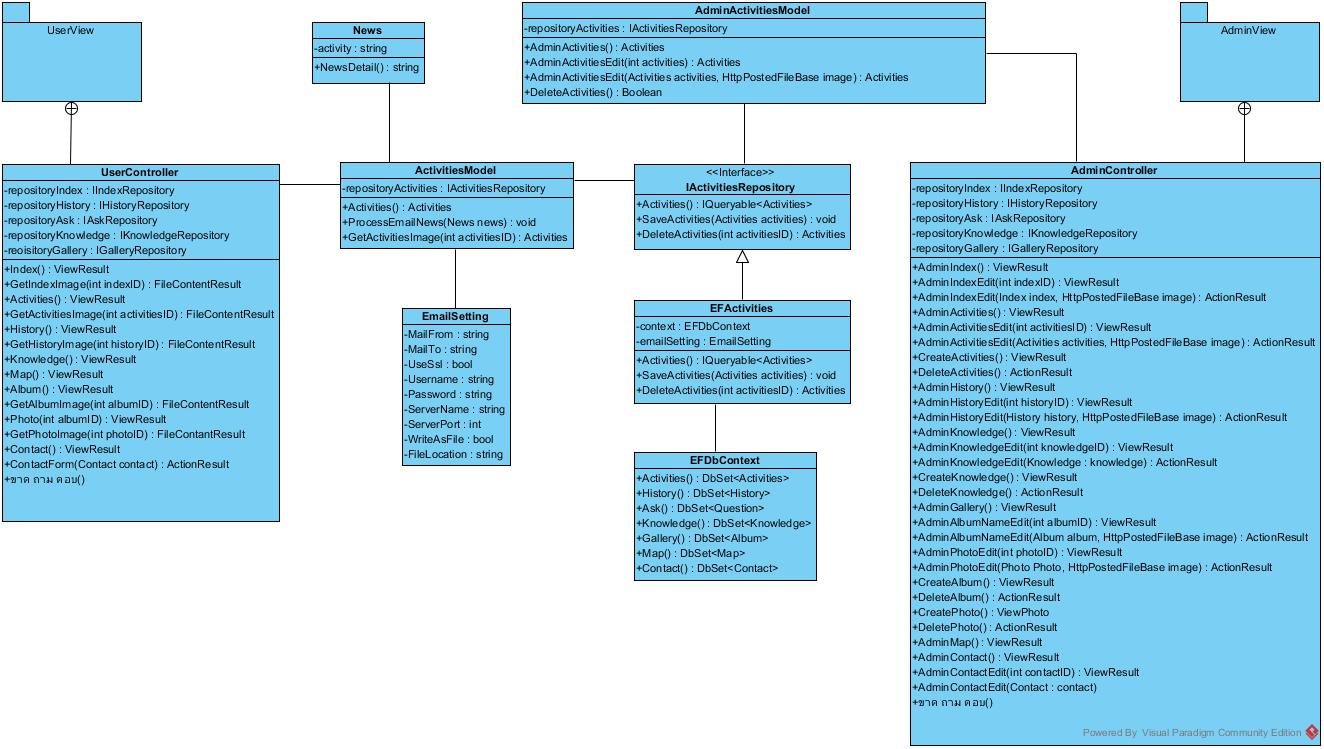 UserView
News
-activity : string
+NewsDetail() : string
AdminActivitiesModel
-repositoryActivities : IActivitiesRepository
+AdminActivities() : Activities
+AdminActivitiesEdit(int activities) : Activities
+AdminActivitiesEdit(Activities activities, HttpPostedFileBase image) : Activities
+DeleteActivities() : Boolean
AdminView
UserController
-repositoryIndex : IIndexRepository
-repositoryHistory : IHistoryRepository
-repositoryAsk : IAskRepository
-repositoryKnowledge : IKnowledgeRepository
-reoisitoryGallery : IGalleryRepository
+Index() : ViewResult
+GetIndexImage(int indexID) : FileContentResult
+Activities() : ViewResult
+GetActivitiesImage(int activitiesID) : FileContentResult
+History() : ViewResult
+GetHistoryImage(int historyID) : FileContentResult
+Knowledge() : ViewResult
+Map() : ViewResult
+Album() : ViewResult
+GetAlbumImage(int albumID) : FileContentResult
+Photo(int albumID) : ViewResult
+GetPhotoImage(int photoID) : FileContantResult
+Contact() : ViewResult
+ContactForm(Contact contact) : ActionResult
+ขาด ถาม ตอบ()
ActivitiesModel
-repositoryActivities : IActivitiesRepository
+Activities() : Activities
+ProcessEmailNews(News news) : void
+GetActivitiesImage(int activitiesID) : Activities
EmailSetting
-MailFrom : string
-MailTo : string
-UseSsl : bool
-Username : string
-Password : string
-ServerName : string
-ServerPort : int
-WriteAsFile : bool
-FileLocation : string
<<Interface>>
IActivitiesRepository
+Activities() : IQueryable<Activities>
+SaveActivities(Activities activities) : void
+DeleteActivities(int activitiesID) : Activities
EFActivities
-context : EFDbContext
-emailSetting : EmailSetting
+Activities() : IQueryable<Activities>
+SaveActivities(Activities activities) : void
+DeleteActivities(int activitiesID) : Activities
EFDbContext
+Activities() : DbSet<Activities>
+History() : DbSet<History>
+Ask() : DbSet<Question>
+Knowledge() : DbSet<Knowledge>
+Gallery() : DbSet<Album>
+Map() : DbSet<Map>
+Contact() : DbSet<Contact>
AdminController
-repositoryIndex : IIndexRepository
-repositoryHistory : IHistoryRepository
-repositoryAsk : IAskRepository
-repositoryKnowledge : IKnowledgeRepository
-repositoryGallery : IGalleryRepository
+AdminIndex() : ViewResult
+AdminIndexEdit(int indexID) : ViewResult
+AdminIndexEdit(Index index, HttpPostedFileBase image) : ActionResult
+AdminActivities() : ViewResult
+AdminActivitiesEdit(int activitiesID) : ViewResult
+AdminActivitiesEdit(Activities activities, HttpPostedFileBase image) : ActionResult
+CreateActivities() : ViewResult
+DeleteActivities() : ActionResult
+AdminHistory() : ViewResult
+AdminHistoryEdit(int historyID) : ViewResult
+AdminHistoryEdit(History history, HttpPostedFileBase image) : ActionResult
+AdminKnowledge() : ViewResult
+AdminKnowledgeEdit(int knowledgeID) : ViewResult
+AdminKnowledgeEdit(Knowledge : knowledge) : ActionResult
+CreateKnowledge() : ViewResult
+DeleteKnowledge() : ActionResult
+AdminGallery() : ViewResult
+AdminAlbumNameEdit(int albumID) : ViewResult
+AdminAlbumNameEdit(Album album, HttpPostedFileBase image) : ActionResult
+AdminPhotoEdit(int photoID) : ViewResult
+AdminPhotoEdit(Photo Photo, HttpPostedFileBase image) : ActionResult
+CreateAlbum() : ViewResult
+DeleteAlbum() : ActionResult
+CreatePhoto() : ViewPhoto
+DeletePhoto() : ActionResult
+AdminMap() : ViewResult
+AdminContact() : ViewResult
+AdminContactEdit(int contactID) : ViewResult
+AdminContactEdit(Contact : contact)
+ขาด ถาม ตอบ()
Powered By Visual Paradigm Community Edition